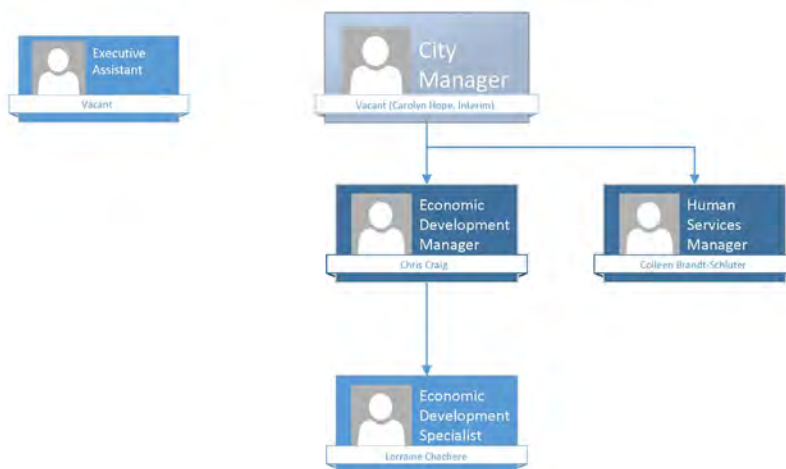 Executive
Assistant
Vacant
City
Manager
Vacant (Carolyn Hope, Interim)
Economic
Development
Manager
Chris Craig
Human
Services
Manager
Colleen Brandt-Schluter
Economic
Development
Specialist
Lorraine Chachere